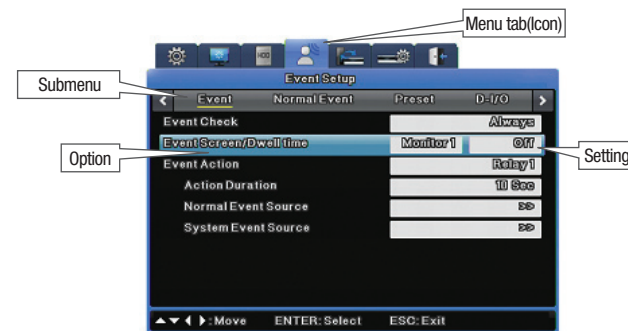 Menu tab(Icon)
HDD
Event Setup
Submenu
< Event Normal Event Preset D-I/O >
Event Check Always
Event Screen/Dwell time Monitor 1 Off
Option
Setting
Event Action Relay 1
Action Duration 10 Sec
Normal Event Source >>
System Event Source >>
▲▼◀ ▶:Move ENTER:Select ESC:Exit